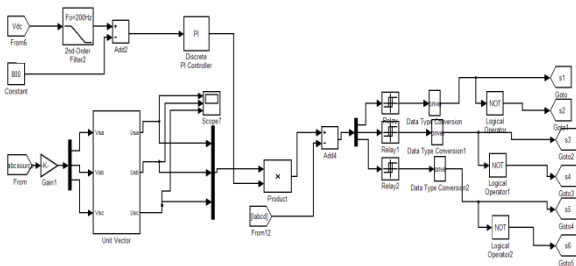 Vdc
From6
Fo=200Hz
2nd-Order
Filter2
Add2
PI
Discrete
PI Controller
800
Constant
Scope7
abcsourc
From
-K-
Gain1
Vsa
Vsb
Vsc
Usa
Usb
Usc
Unit Vector
×
Product
[Iabcd]
From12
Add4
Relay
Relay1
Relay2
Data Type Conversion
Data Type Conversion1
Data Type Conversion2
NOT
Logical
Operator
NOT
Logical
Operator1
NOT
Logical
Operator2
s1
Goto
s2
Goto1
s3
Goto2
s4
Goto3
s5
Goto4
s6
Goto5